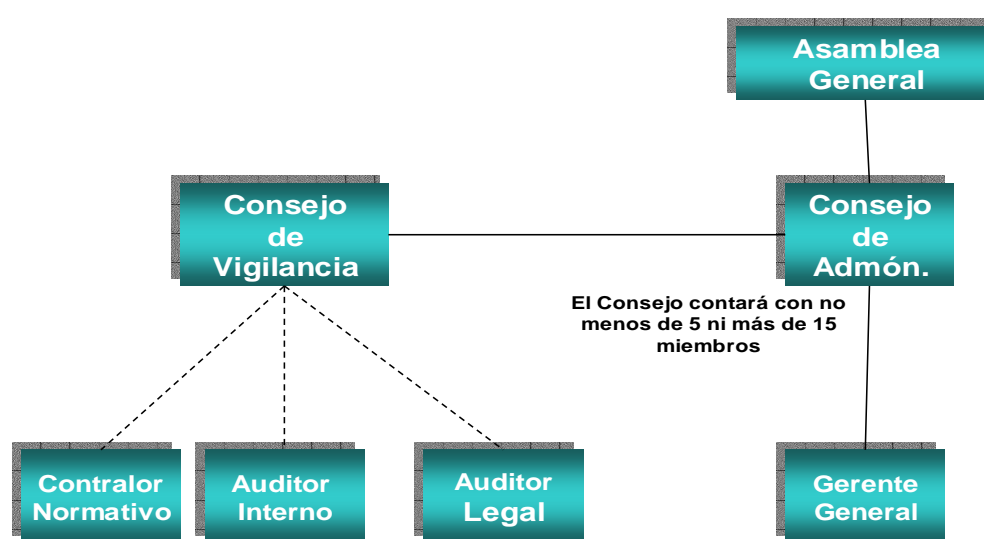 Asamblea
General
Consejo
de
Vigilancia
Consejo
de
Admón.
El Consejo contará con no
menos de 5 ni más de 15
miembros
Contralor
Normativo
Auditor
Interno
Auditor
Legal
Gerente
General